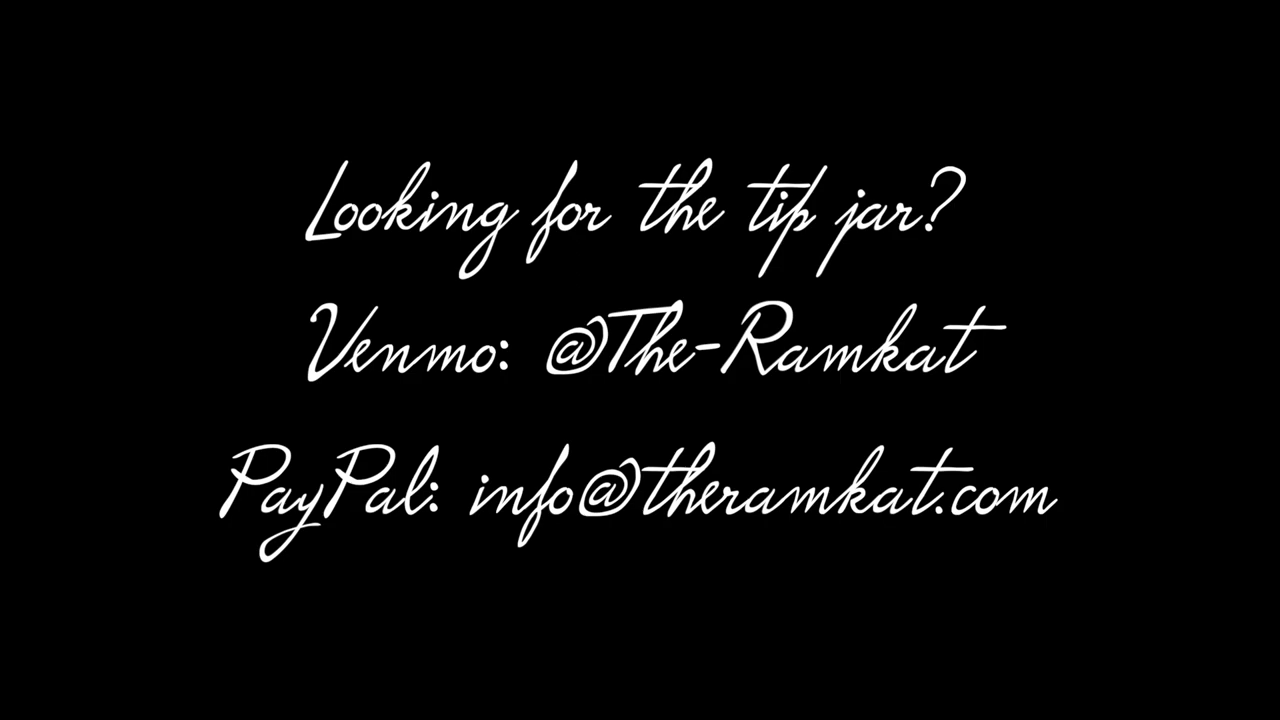 Looking for the tip jar?
Venmo: @The-Ramkat
PayPal: info@theramkat.com